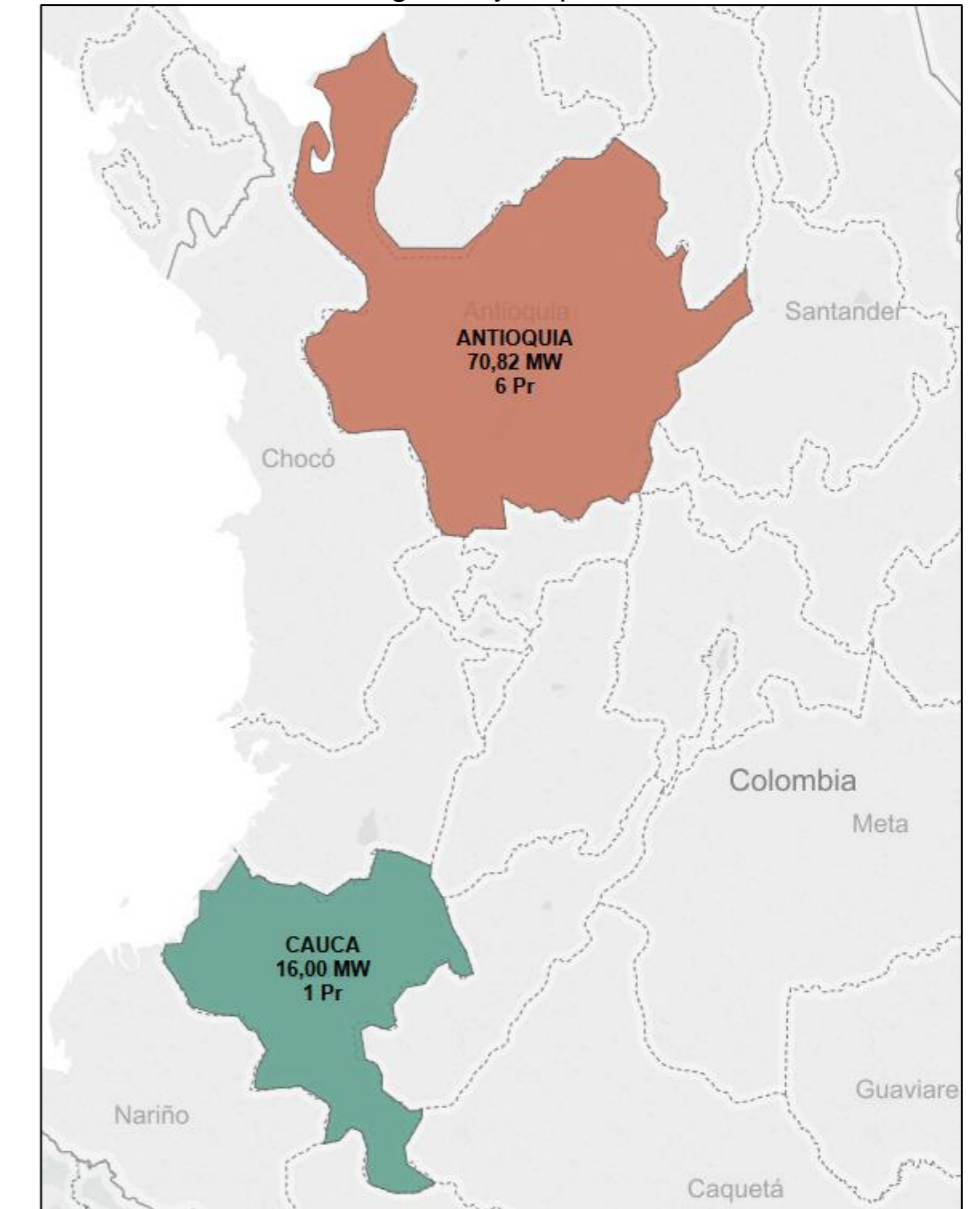 Antioquia
ANTIOQUIA
70,82 MW
6 Pr
Santander
Chocó
Colombia
Meta
CAUCA
16,00 MW
1 Pr
Guaviare
Nariño
Caquetá